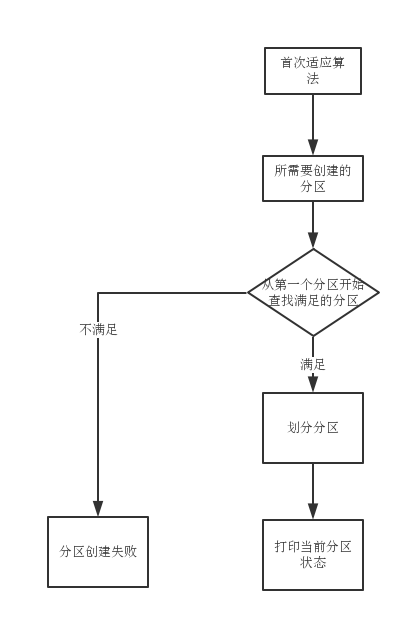 首次适应算
法
所需要创建的
分区
从第一个分区开始
查找满足的分区
不满足
满足
划分分区
分区创建失败
打印当前分区
状态